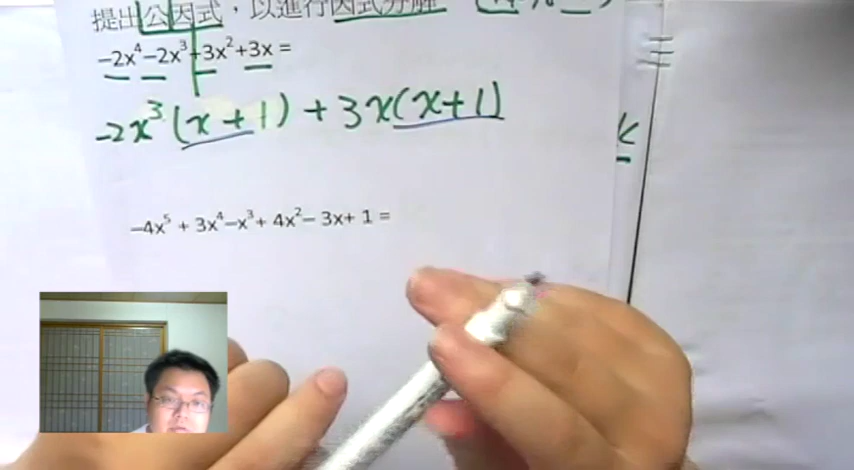 提出公因式，以進行因式分解
-2x⁴-2x³+3x²+3x=
-2x³(x+1)+3x(x+1)
-4x⁵+3x⁴-x³+4x²-3x+1=